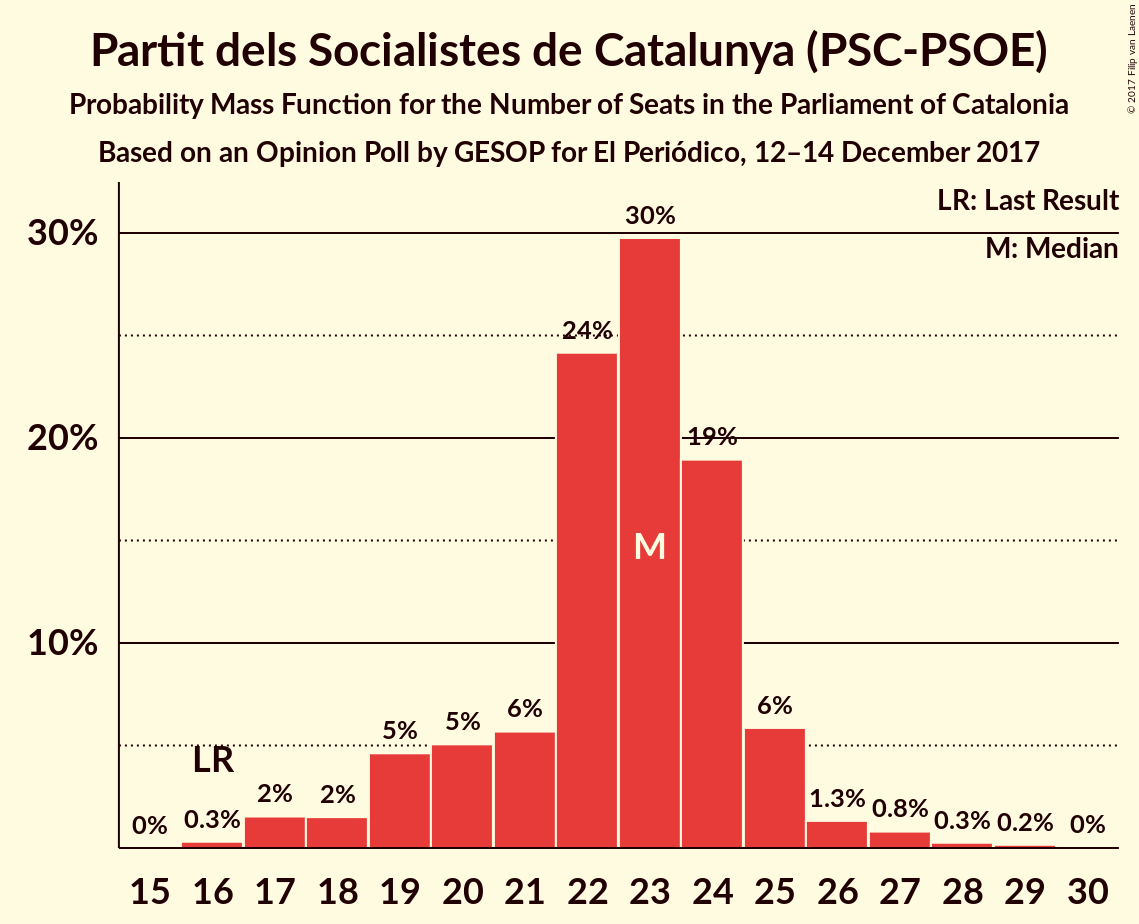 Partit dels Socialistes de Catalunya (PSC-PSOE)
Probability Mass Function for the Number of Seats in the Parliament of Catalonia
Based on an Opinion Poll by GESOP for El Periódico, 12–14 December 2017
© 2017 Filip van Laenen
LR: Last Result
M: Median
30%
20%
10%
0% 0.3% 2% 2% 5% 5% 6% 24% 30% 19% 6% 1.3% 0.8% 0.3% 0.2% 0%
LR
M
15 16 17 18 19 20 21 22 23 24 25 26 27 28 29 30